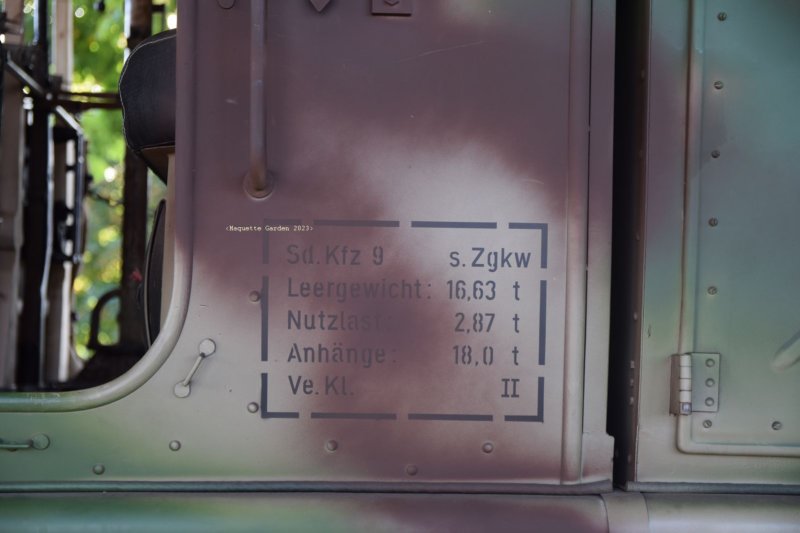 <Maquette Garden 2023>
Sd.Kfz 9 s.Zgkw
Leergewicht: 16,63 t
Nutzlast: 2,87 t
Anhänge: 18,0 t
Ve.Kl. II